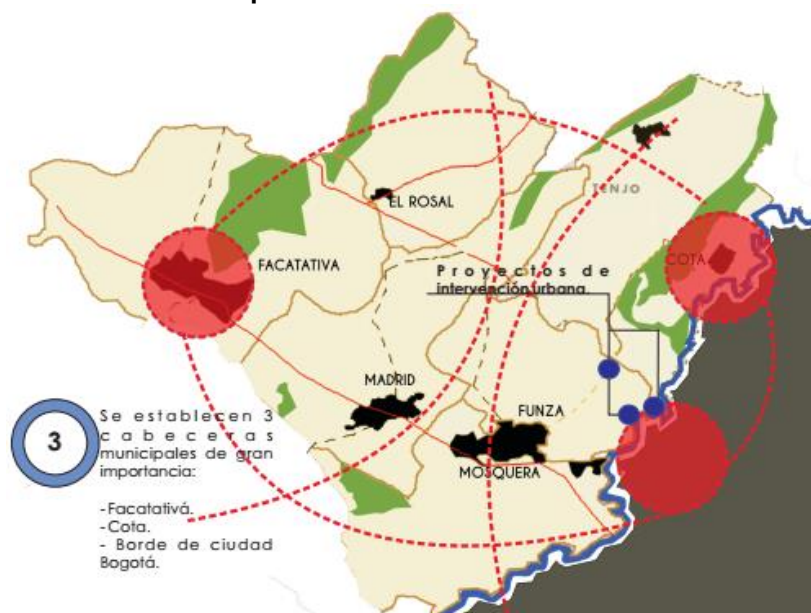 EL ROSAL
TENJO
FACATATIVA
COTA
Proyectos de
intervención urbana.
MADRID
FUNZA
MOSQUERA
3
Se establecen 3
cabeceras
municipales de gran
importancia:
-Facatativá.
-Cota.
- Borde de ciudad
Bogotá.